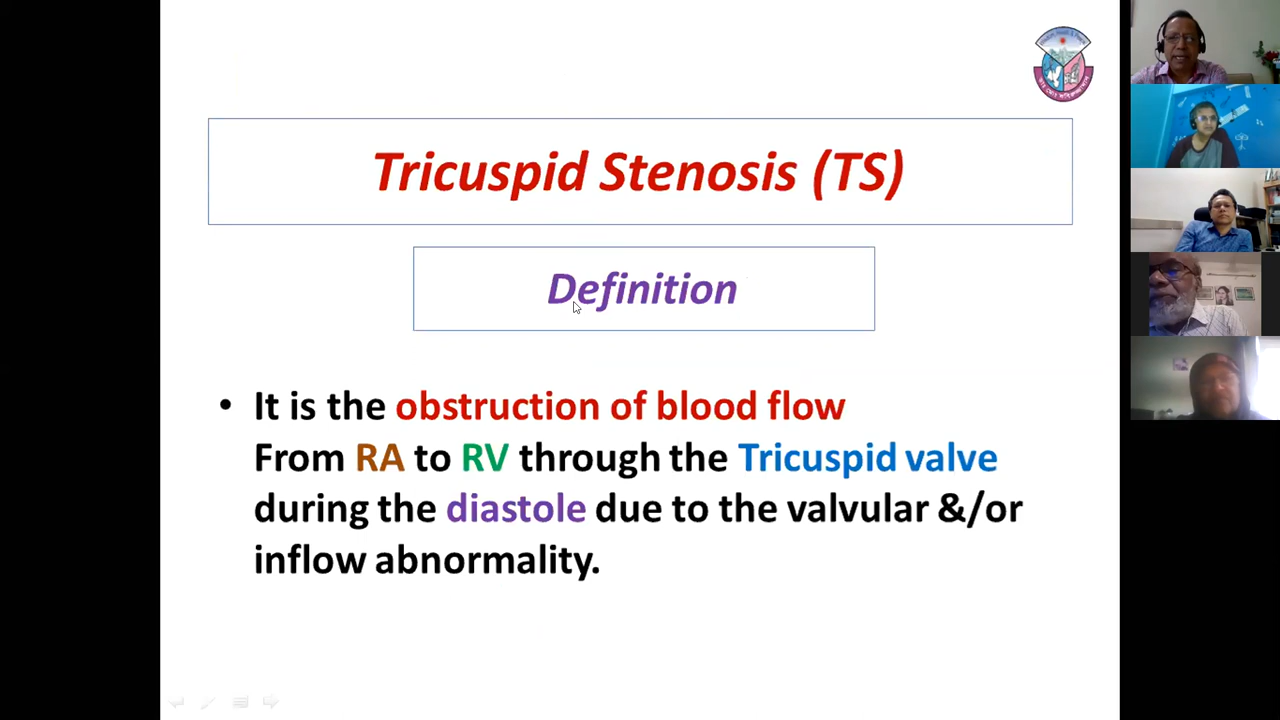 Tricuspid Stenosis (TS)
Definition
• It is the obstruction of blood flow
From RA to RV through the Tricuspid valve
during the diastole due to the valvular &/or
inflow abnormality.